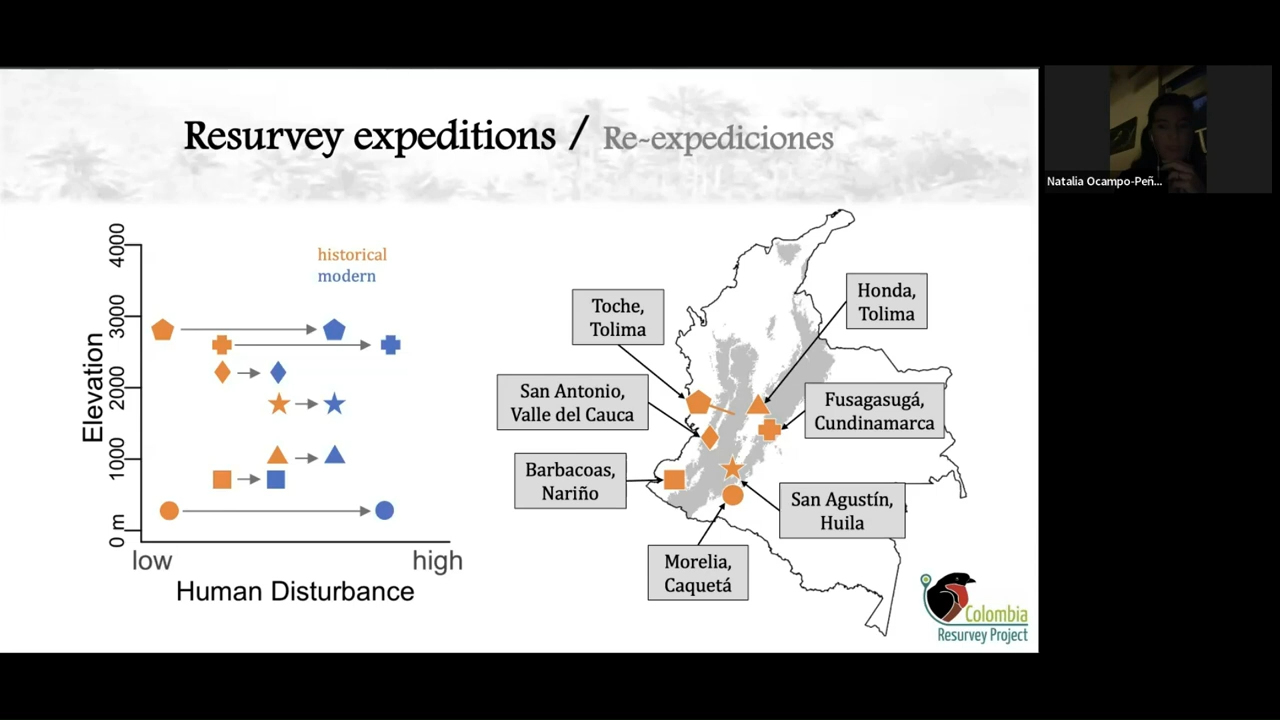 Resurvey expeditions / Re-expediciones
Natalia Ocampo-Peñ...
historical
modern
4000
3000
2000
1000
0 m
Elevation
low
high
Human Disturbance
Toche,
Tolima
Honda,
Tolima
San Antonio,
Valle del Cauca
Fusagasugá,
Cundinamarca
Barbacoas,
Nariño
San Agustín,
Huila
Morelia,
Caquetá
Colombia
Resurvey Project